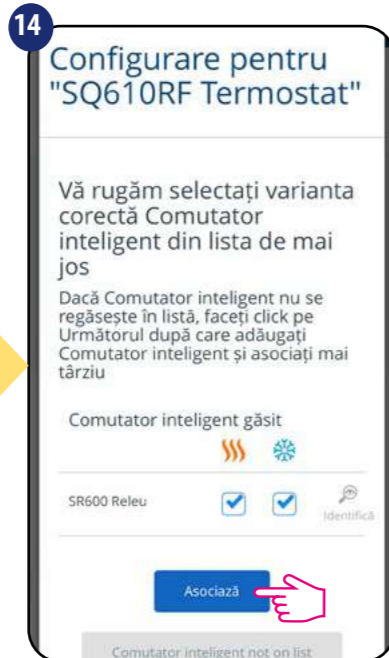 14
Configurare pentru
"SQ610RF Termostat"
Vă rugăm selectați varianta
corectă Comutator
inteligent din lista de mai
jos
Dacă Comutator inteligent nu se
regăsește în listă, faceți click pe
Următorul după care adăugați
Comutator inteligent și asociați mai
târziu
Comutator inteligent găsit
SR600 Releu
Identifică
Asociază
Comutator inteligent not on list